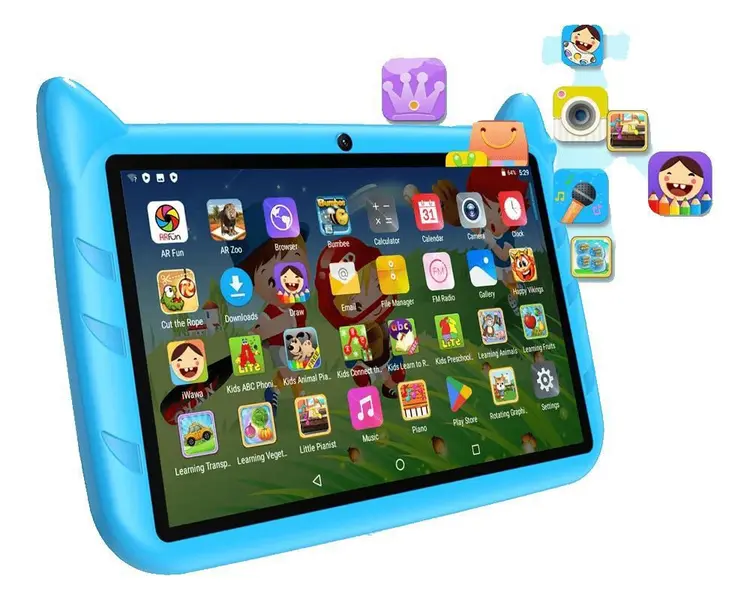 64% 5:29
ARFUN
Bumbee
31
FM
abc
LiTE
LiTE
AR Fun
AR Zoo
Browser
Bumbee
Calculator
Calendar
Camera
Clock
Cut the Rope
Downloads
Draw
Email
File Manager
FM Radio
Gallery
Happy Vikings
iWawa
Kids ABC Phoni..
Kids Animal Pia..
Kids Connect th..
Kids Learn to R..
Kids Preschool..
Learning Animals
Learning Fruits
Learning Transp..
Learning Veget..
Little Pianist
Music
Piano
Play Store
Rotating Graphi..
Settings